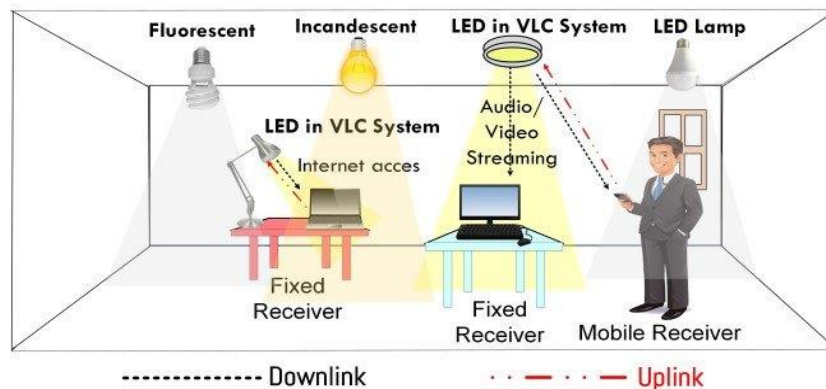 Fluorescent
Incandescent
LED in VLC System
LED Lamp
LED in VLC System
Internet acces
Audio/
Video
Streaming
Fixed
Receiver
Fixed
Receiver
Mobile Receiver
Downlink
Uplink